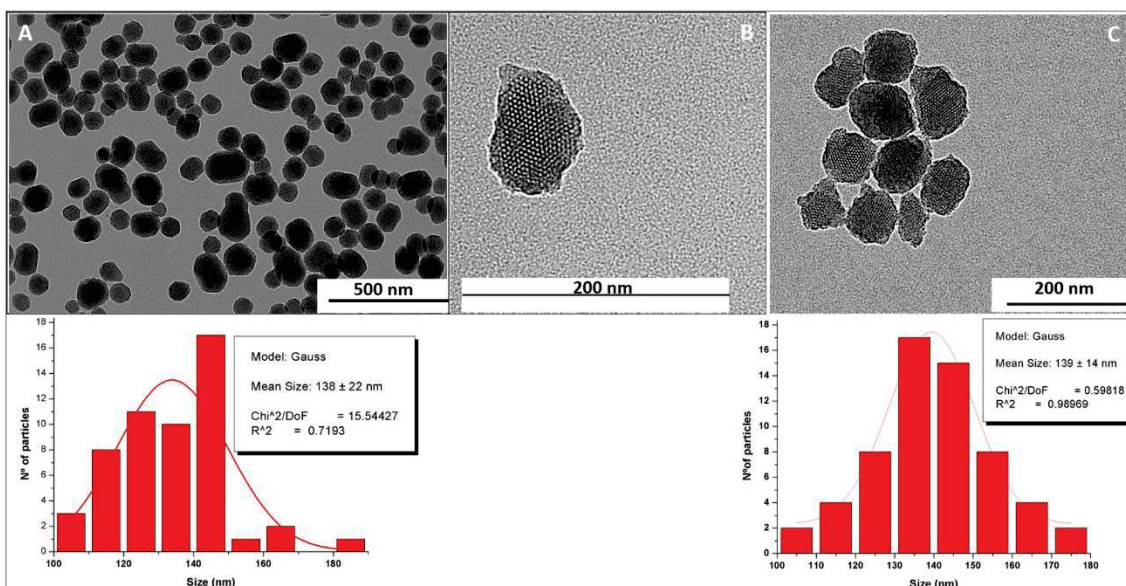 A
B
C
500 nm
200 nm
200 nm
18
16
14
12
10
8
6
4
2
0
Nº of particles
Model: Gauss
Mean Size: 138 ± 22 nm
Chi^2/DoF = 15.54427
R^2 = 0.7193
100 120 140 160 180
Size (nm)
18
16
14
12
10
8
6
4
2
0
Nºof particles
Model: Gauss
Mean Size: 139 ± 14 nm
Chi^2/DoF = 0.59818
R^2 = 0.98969
100 110 120 130 140 150 160 170 180
Size (nm)